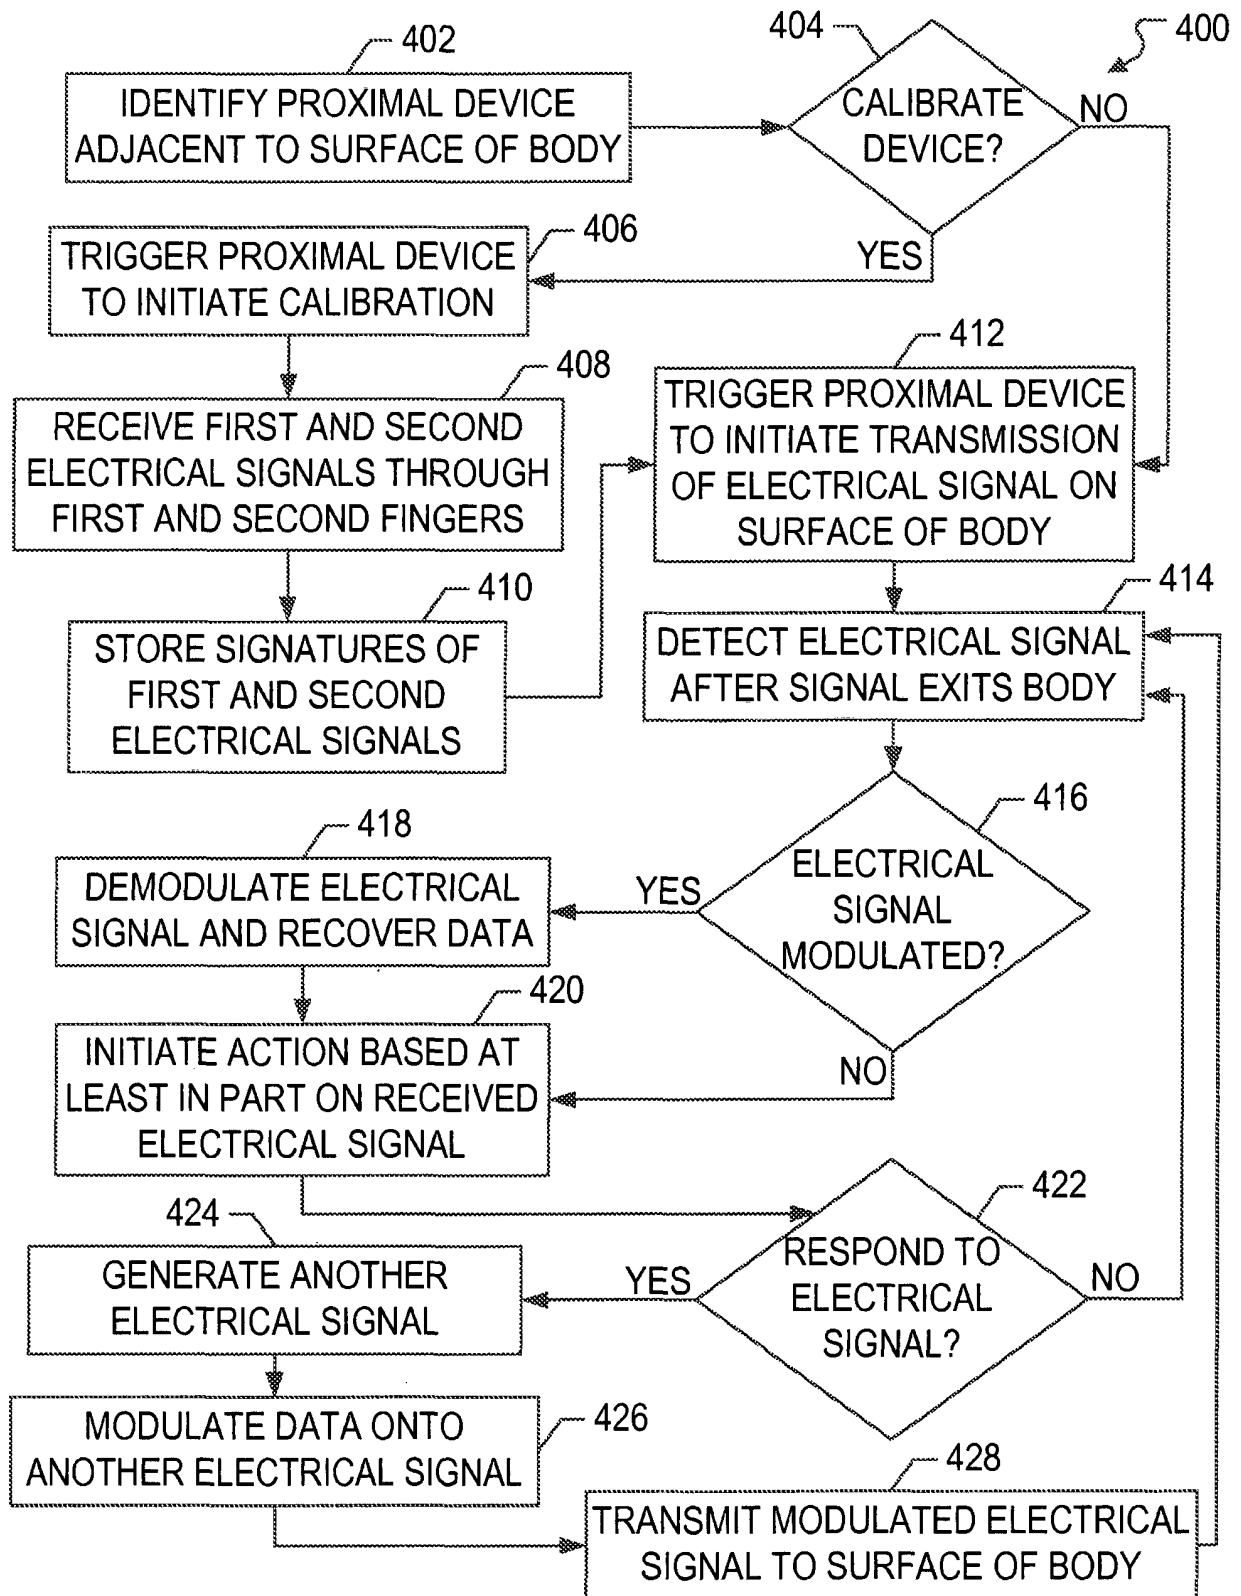 402
404
400
IDENTIFY PROXIMAL DEVICE
ADJACENT TO SURFACE OF BODY
CALIBRATE
DEVICE?
NO
YES
406
TRIGGER PROXIMAL DEVICE
TO INITIATE CALIBRATION
408
RECEIVE FIRST AND SECOND
ELECTRICAL SIGNALS THROUGH
FIRST AND SECOND FINGERS
410
STORE SIGNATURES OF
FIRST AND SECOND
ELECTRICAL SIGNALS
412
TRIGGER PROXIMAL DEVICE
TO INITIATE TRANSMISSION
OF ELECTRICAL SIGNAL ON
SURFACE OF BODY
414
DETECT ELECTRICAL SIGNAL
AFTER SIGNAL EXITS BODY
416
ELECTRICAL
SIGNAL
MODULATED?
YES
NO
418
DEMODULATE ELECTRICAL
SIGNAL AND RECOVER DATA
420
INITIATE ACTION BASED AT
LEAST IN PART ON RECEIVED
ELECTRICAL SIGNAL
422
RESPOND TO
ELECTRICAL
SIGNAL?
YES
NO
424
GENERATE ANOTHER
ELECTRICAL SIGNAL
MODULATE DATA ONTO
ANOTHER ELECTRICAL SIGNAL
426
428
TRANSMIT MODULATED ELECTRICAL
SIGNAL TO SURFACE OF BODY